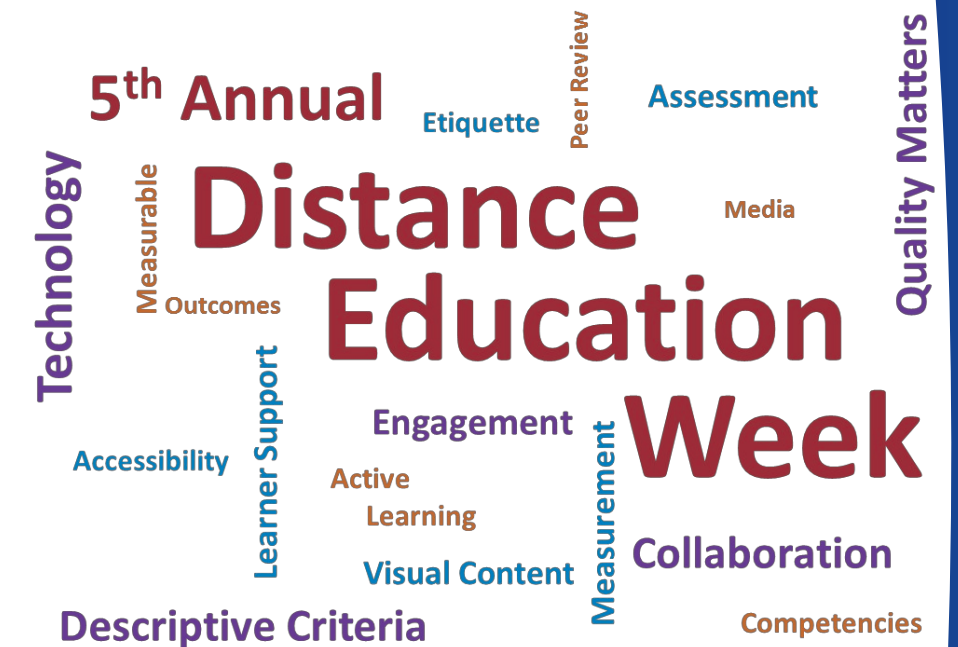 5th Annual
Etiquette
Peer Review
Assessment
Quality Matters
Technology
Measurable
Distance
Media
Outcomes
Education
Learner Support
Engagement
Week
Accessibility
Active
Learning
Measurement
Visual Content
Collaboration
Descriptive Criteria
Competencies